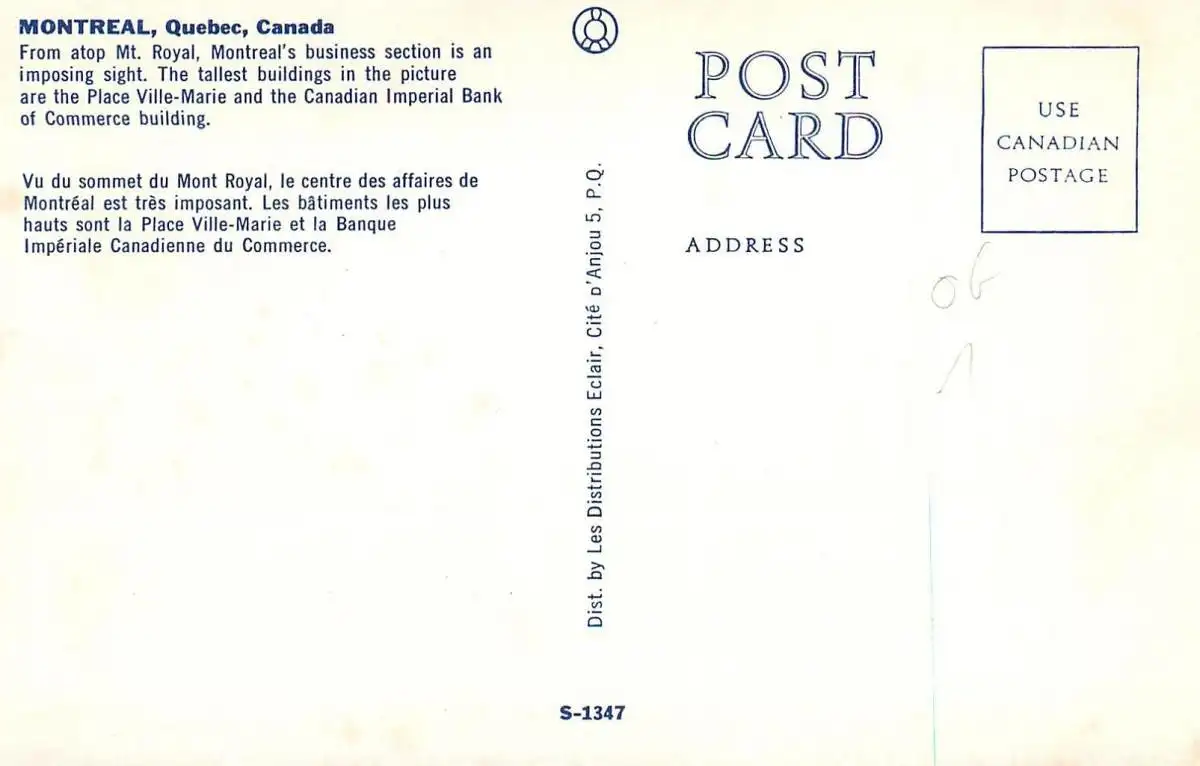 MONTREAL, Quebec, Canada
From atop Mt. Royal, Montreal's business section is an
imposing sight. The tallest buildings in the picture
are the Place Ville-Marie and the Canadian Imperial Bank
of Commerce building.
Vu du sommet du Mont Royal, le centre des affaires de
Montréal est très imposant. Les bâtiments les plus
hauts sont la Place Ville-Marie et la Banque
Impériale Canadienne du Commerce.
Dist. by Les Distributions Eclair, Cité D'Anjou 5, P.Q.
S-1347
POST
CARD
ADDRESS
USE
CANADIAN
POSTAGE